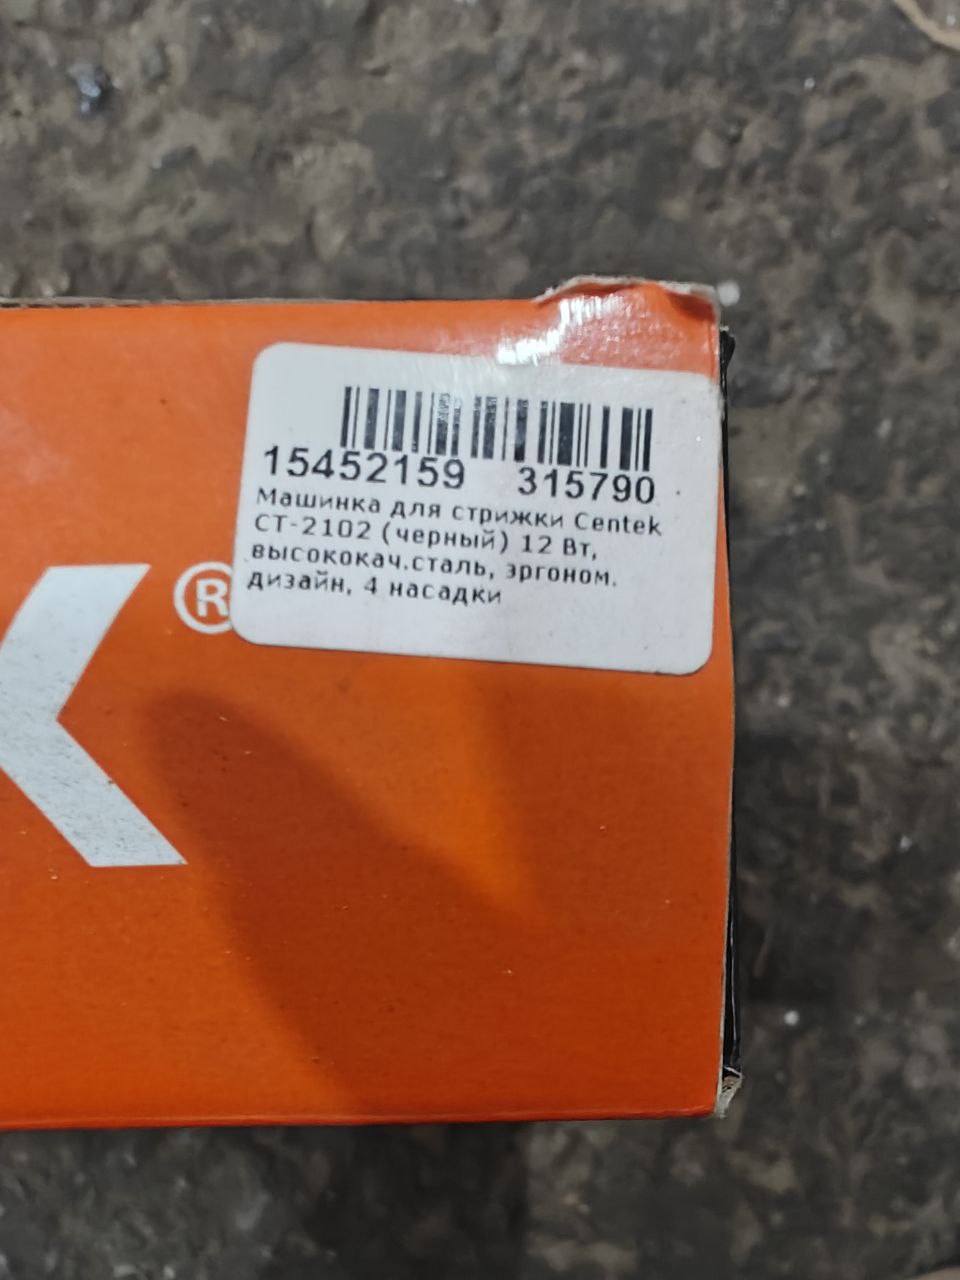 15452159 315790
Машинка для стрижки Centek
CT-2102 (черный) 12 Вт,
высококач.сталь, эргоном.
дизайн, 4 насадки
K®